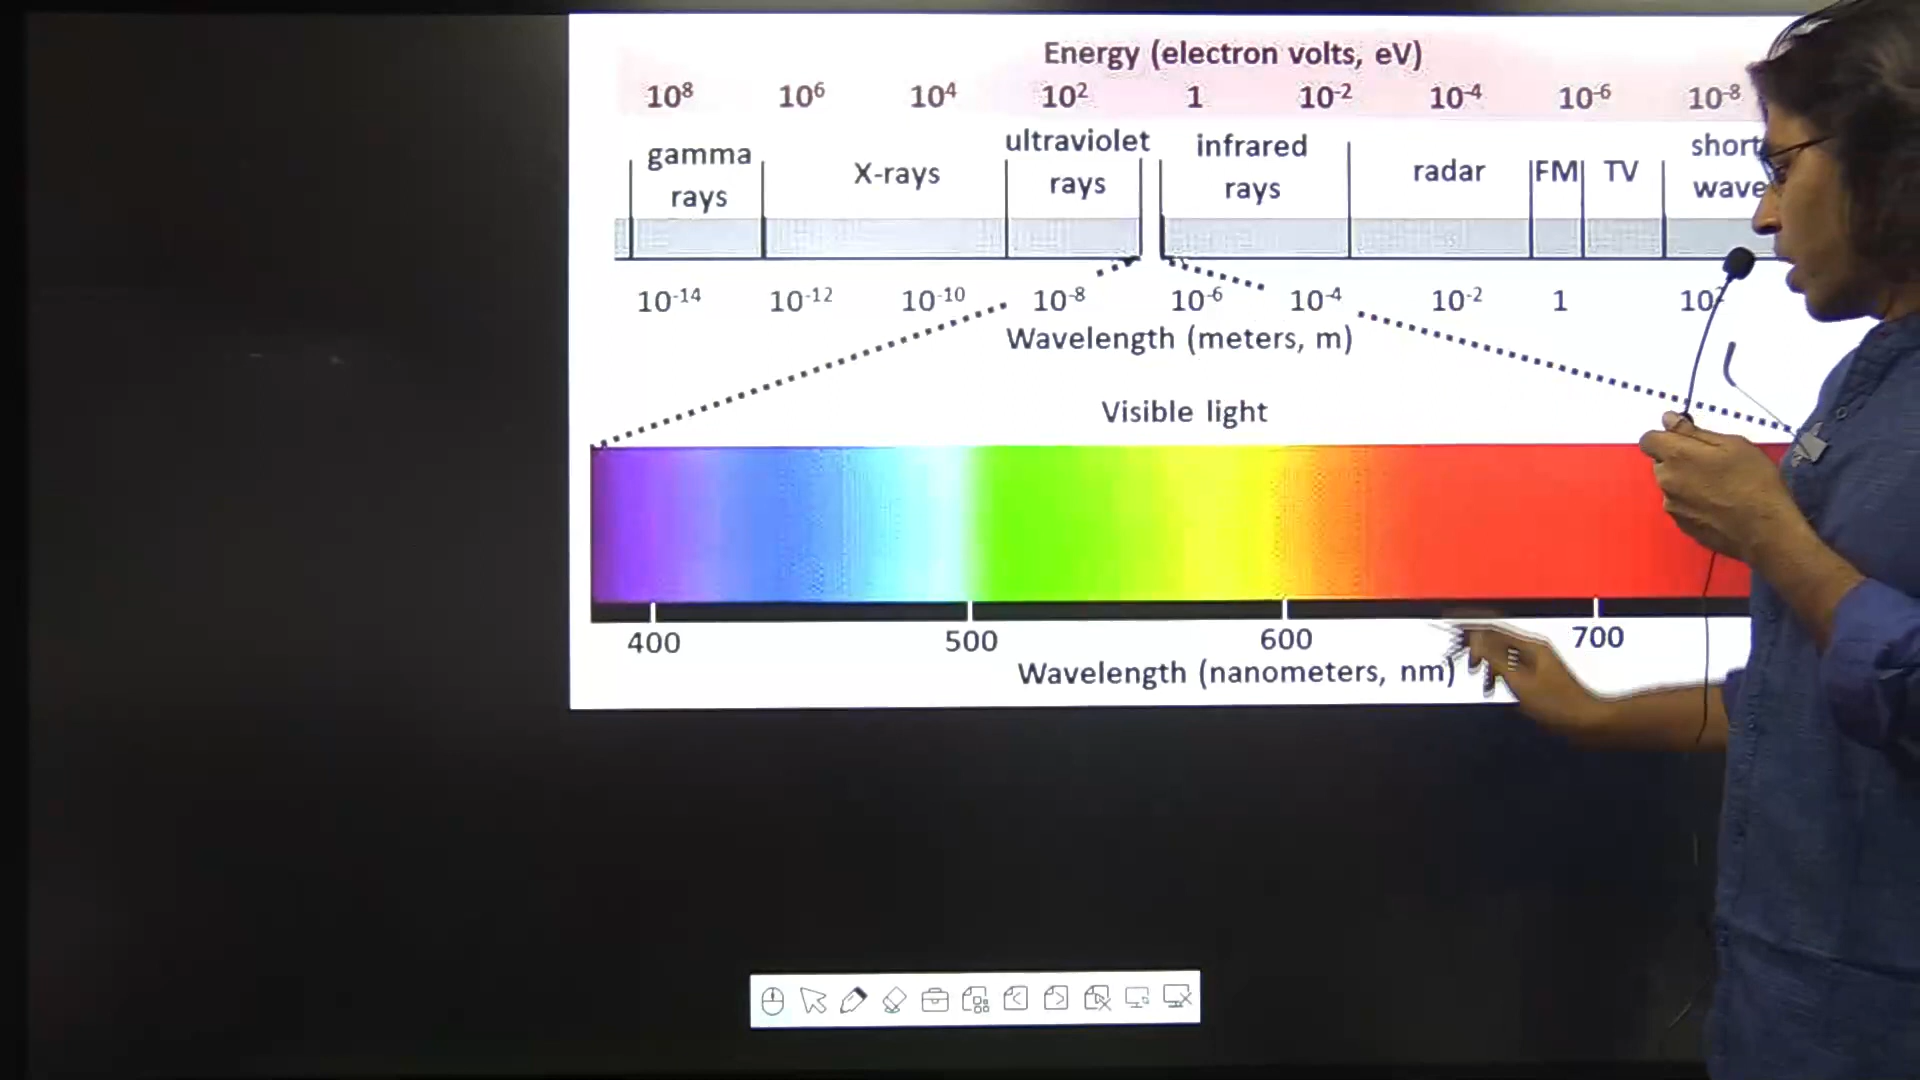 Energy (electron volts, eV)
10⁸ 10⁶ 10⁴ 10² 1 10⁻² 10⁻⁴ 10⁻⁶ 10⁻⁸
gamma rays X-rays ultraviolet rays infrared rays radar FM TV short wave
10⁻¹⁴ 10⁻¹² 10⁻¹⁰ 10⁻⁸ 10⁻⁶ 10⁻⁴ 10⁻² 1 10²
Wavelength (meters, m)
Visible light
400 500 600 700
Wavelength (nanometers, nm)